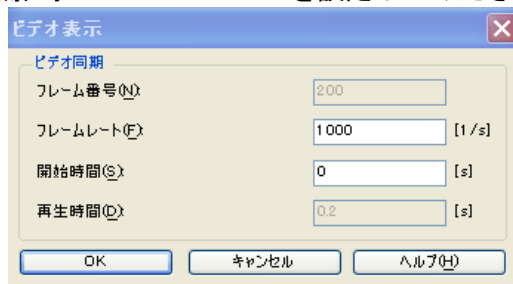 ビデオ表示
ビデオ同期
フレーム番号(N): 200
フレームレート(F): 1000 [1/s]
開始時間(S): 0 [s]
再生時間(D): 0.2 [s]
OK キャンセル ヘルプ(H)